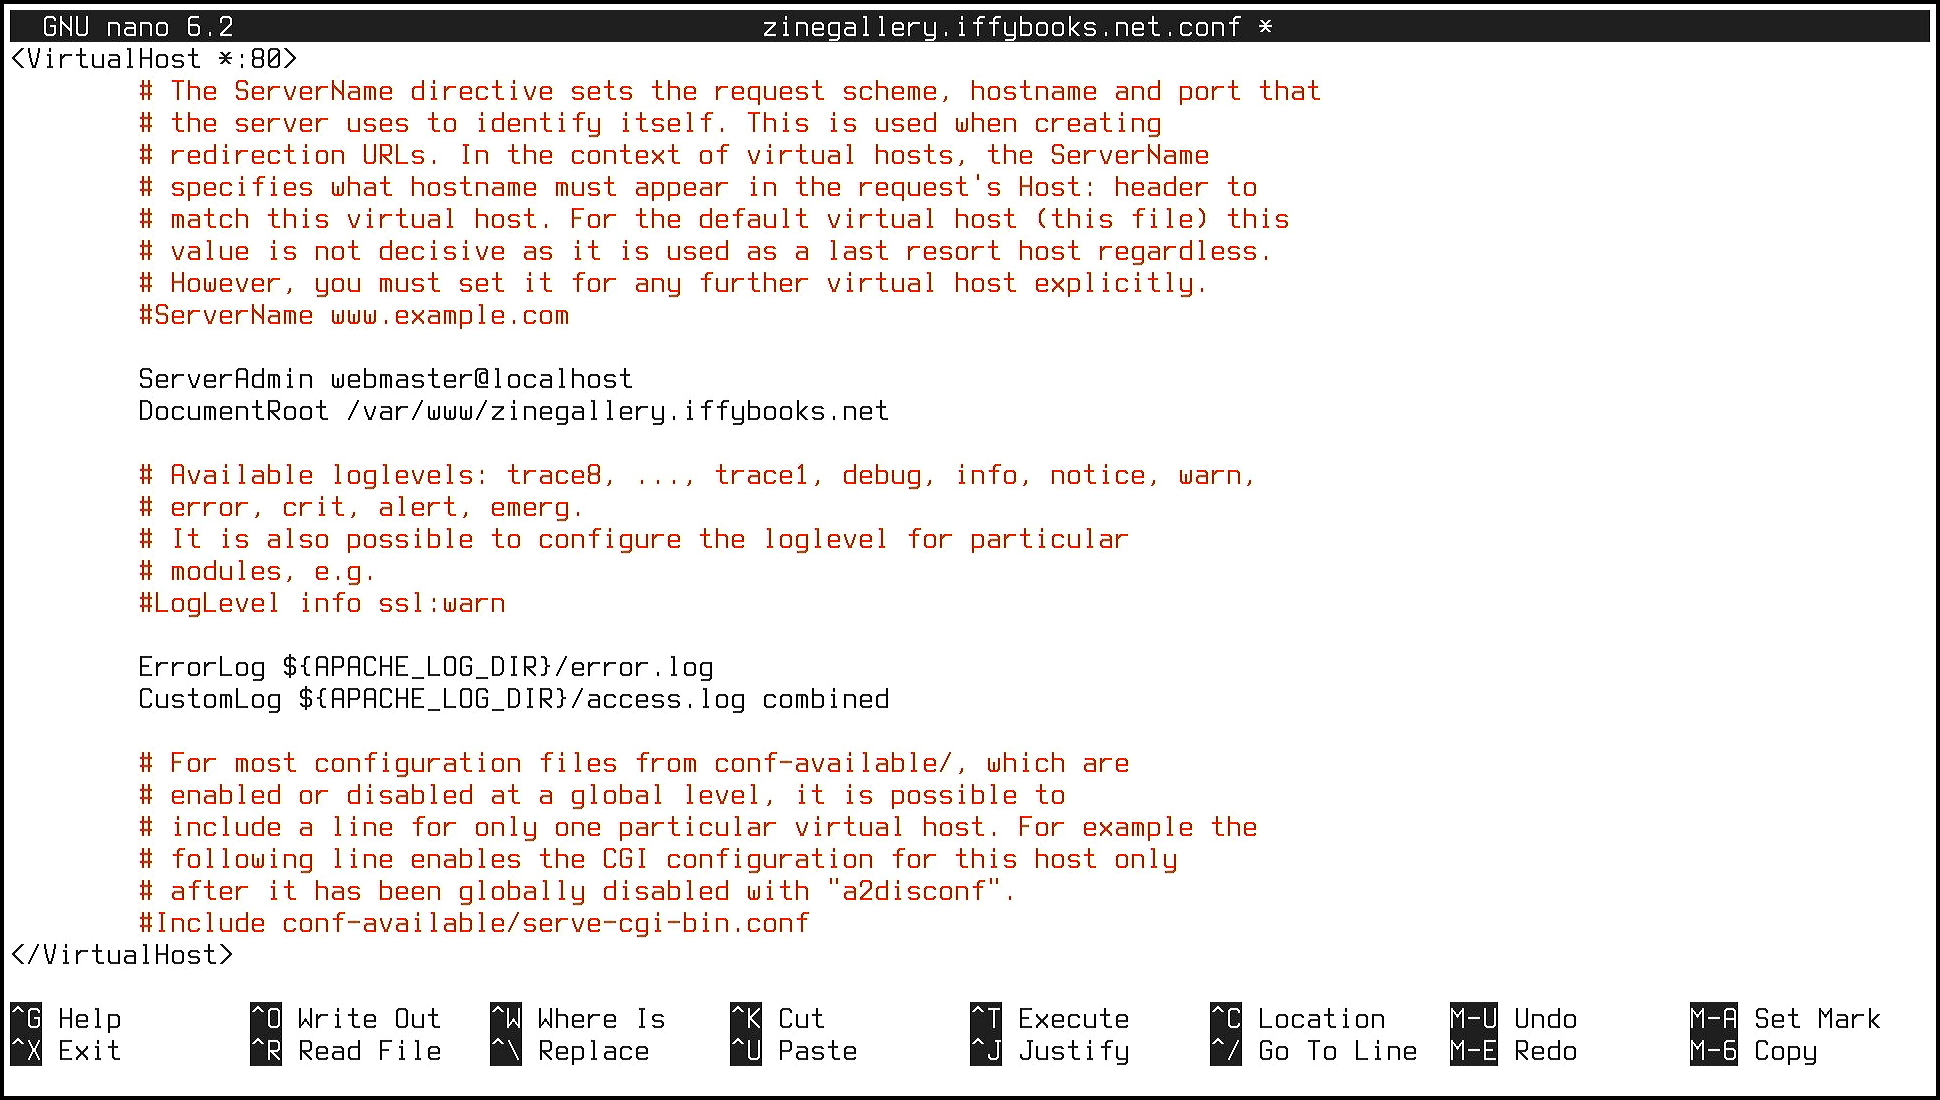 GNU nano 6.2 zinegallery.iffybooks.net.conf *
<VirtualHost *:80>
# The ServerName directive sets the request scheme, hostname and port that
# the server uses to identify itself. This is used when creating
# redirection URLs. In the context of virtual hosts, the ServerName
# specifies what hostname must appear in the request's Host: header to
# match this virtual host. For the default virtual host (this file) this
# value is not decisive as it is used as a last resort host regardless.
# However, you must set it for any further virtual host explicitly.
#ServerName www.example.com
ServerAdmin webmaster@localhost
DocumentRoot /var/www/zinegallery.iffybooks.net
# Available loglevels: trace8, ..., trace1, debug, info, notice, warn,
# error, crit, alert, emerg.
# It is also possible to configure the loglevel for particular
# modules, e.g.
#LogLevel info ssl:warn
ErrorLog ${APACHE_LOG_DIR}/error.log
CustomLog ${APACHE_LOG_DIR}/access.log combined
# For most configuration files from conf-available/, which are
# enabled or disabled at a global level, it is possible to
# include a line for only one particular virtual host. For example the
# following line enables the CGI configuration for this host only
# after it has been globally disabled with "a2disconf".
#Include conf-available/serve-cgi-bin.conf
</VirtualHost>
^G Help ^O Write Out ^W Where Is ^K Cut ^T Execute ^C Location M-U Undo M-A Set Mark
^X Exit ^R Read File ^\ Replace ^U Paste ^J Justify ^/ Go To Line M-E Redo M-6 Copy